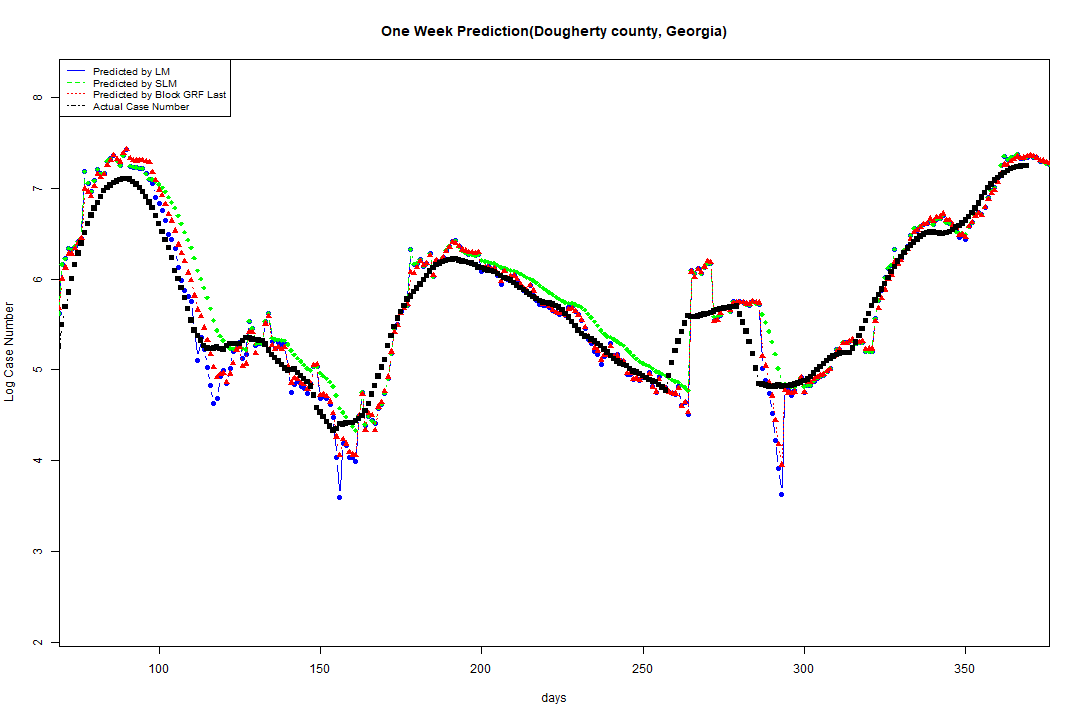 One Week Prediction(Dougherty county, Georgia)
Predicted by LM
Predicted by SLM
Predicted by Block GRF Last
Actual Case Number
8
7
6
5
4
3
2
Log Case Number
100 150 200 250 300 350
days